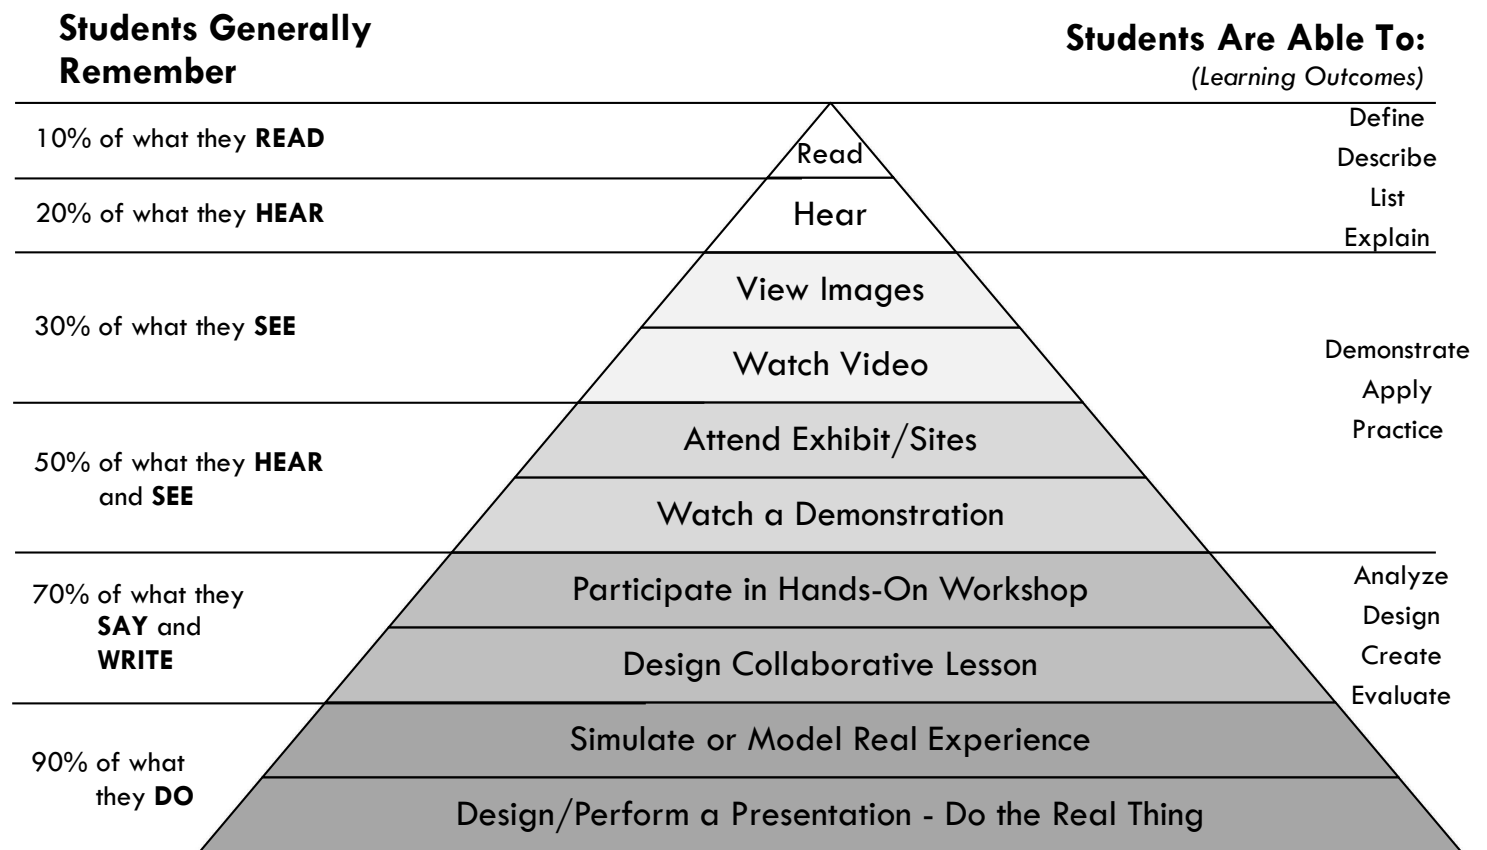 Students Generally
Remember
Students Are Able To:
(Learning Outcomes)
10% of what they READ
20% of what they HEAR
30% of what they SEE
50% of what they HEAR
and SEE
70% of what they
SAY and
WRITE
90% of what
they DO
Read
Hear
View Images
Watch Video
Attend Exhibit/Sites
Watch a Demonstration
Participate in Hands-On Workshop
Design Collaborative Lesson
Simulate or Model Real Experience
Design/Perform a Presentation - Do the Real Thing
Define
Describe
List
Explain
Demonstrate
Apply
Practice
Analyze
Design
Create
Evaluate